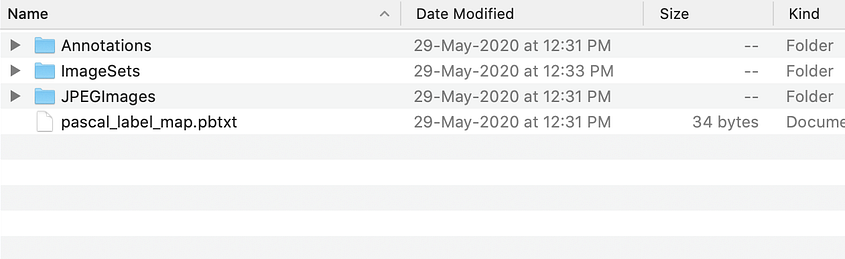 Name Date Modified Size Kind
Annotations 29-May-2020 at 12:31 PM -- Folder
ImageSets 29-May-2020 at 12:33 PM -- Folder
JPEGImages 29-May-2020 at 12:31 PM -- Folder
pascal_label_map.pbtxt 29-May-2020 at 12:31 PM 34 bytes Docume